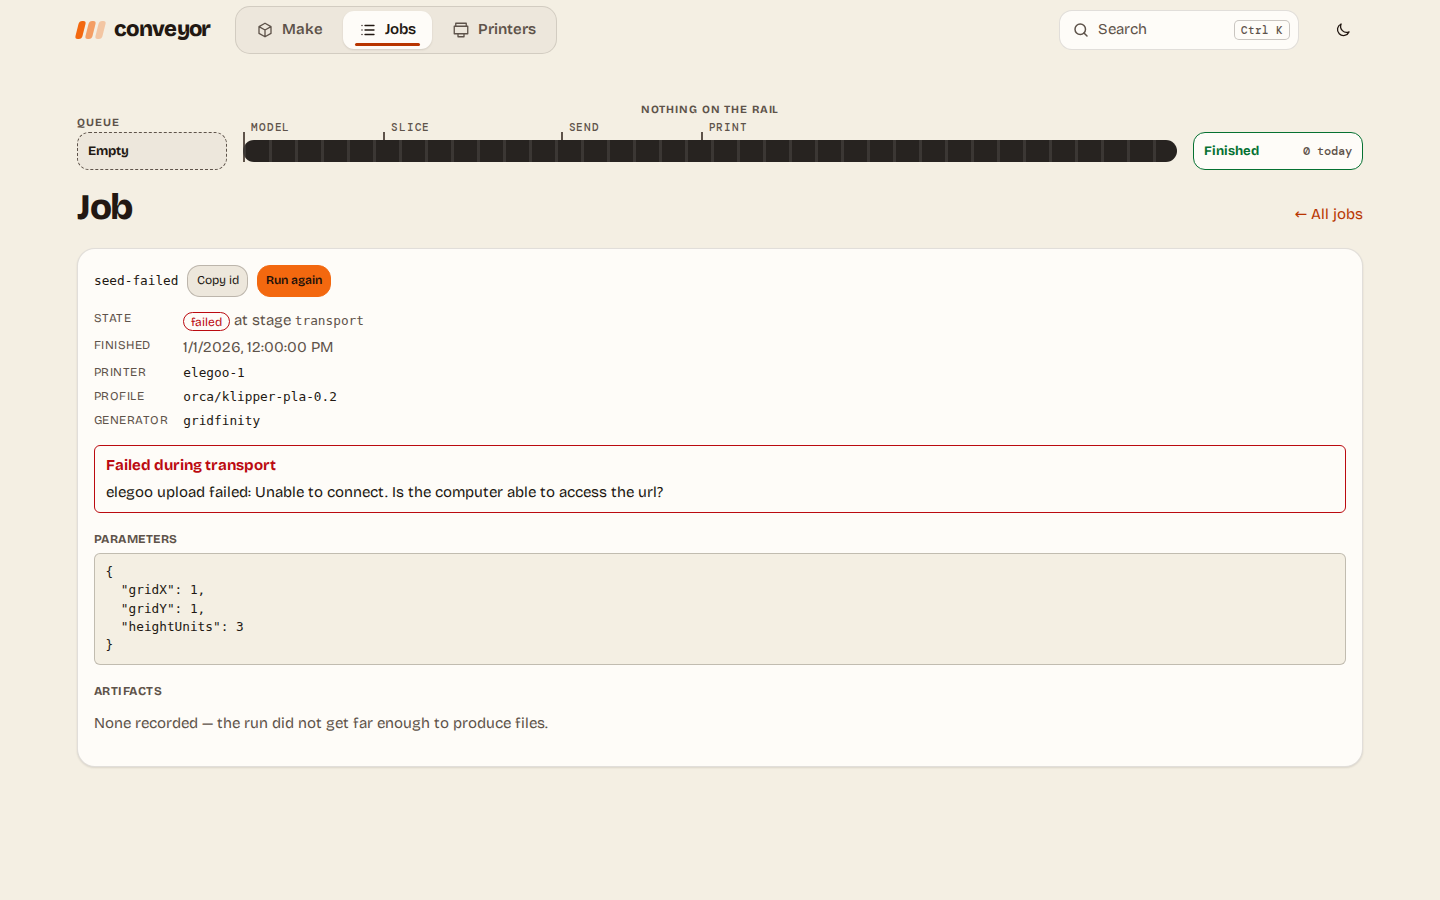 conveyor
Make
Jobs
Printers
Search
Ctrl K
NOTHING ON THE RAIL
QUEUE
MODEL
SLICE
SEND
PRINT
Empty
Finished
0 today
Job
← All jobs
seed-failed
Copy id
Run again
STATE
failed at stage transport
FINISHED
1/1/2026, 12:00:00 PM
PRINTER
elegoo-1
PROFILE
orca/klipper-pla-0.2
GENERATOR
gridfinity
Failed during transport
elegoo upload failed: Unable to connect. Is the computer able to access the url?
PARAMETERS
{
"gridX": 1,
"gridY": 1,
"heightUnits": 3
}
ARTIFACTS
None recorded — the run did not get far enough to produce files.